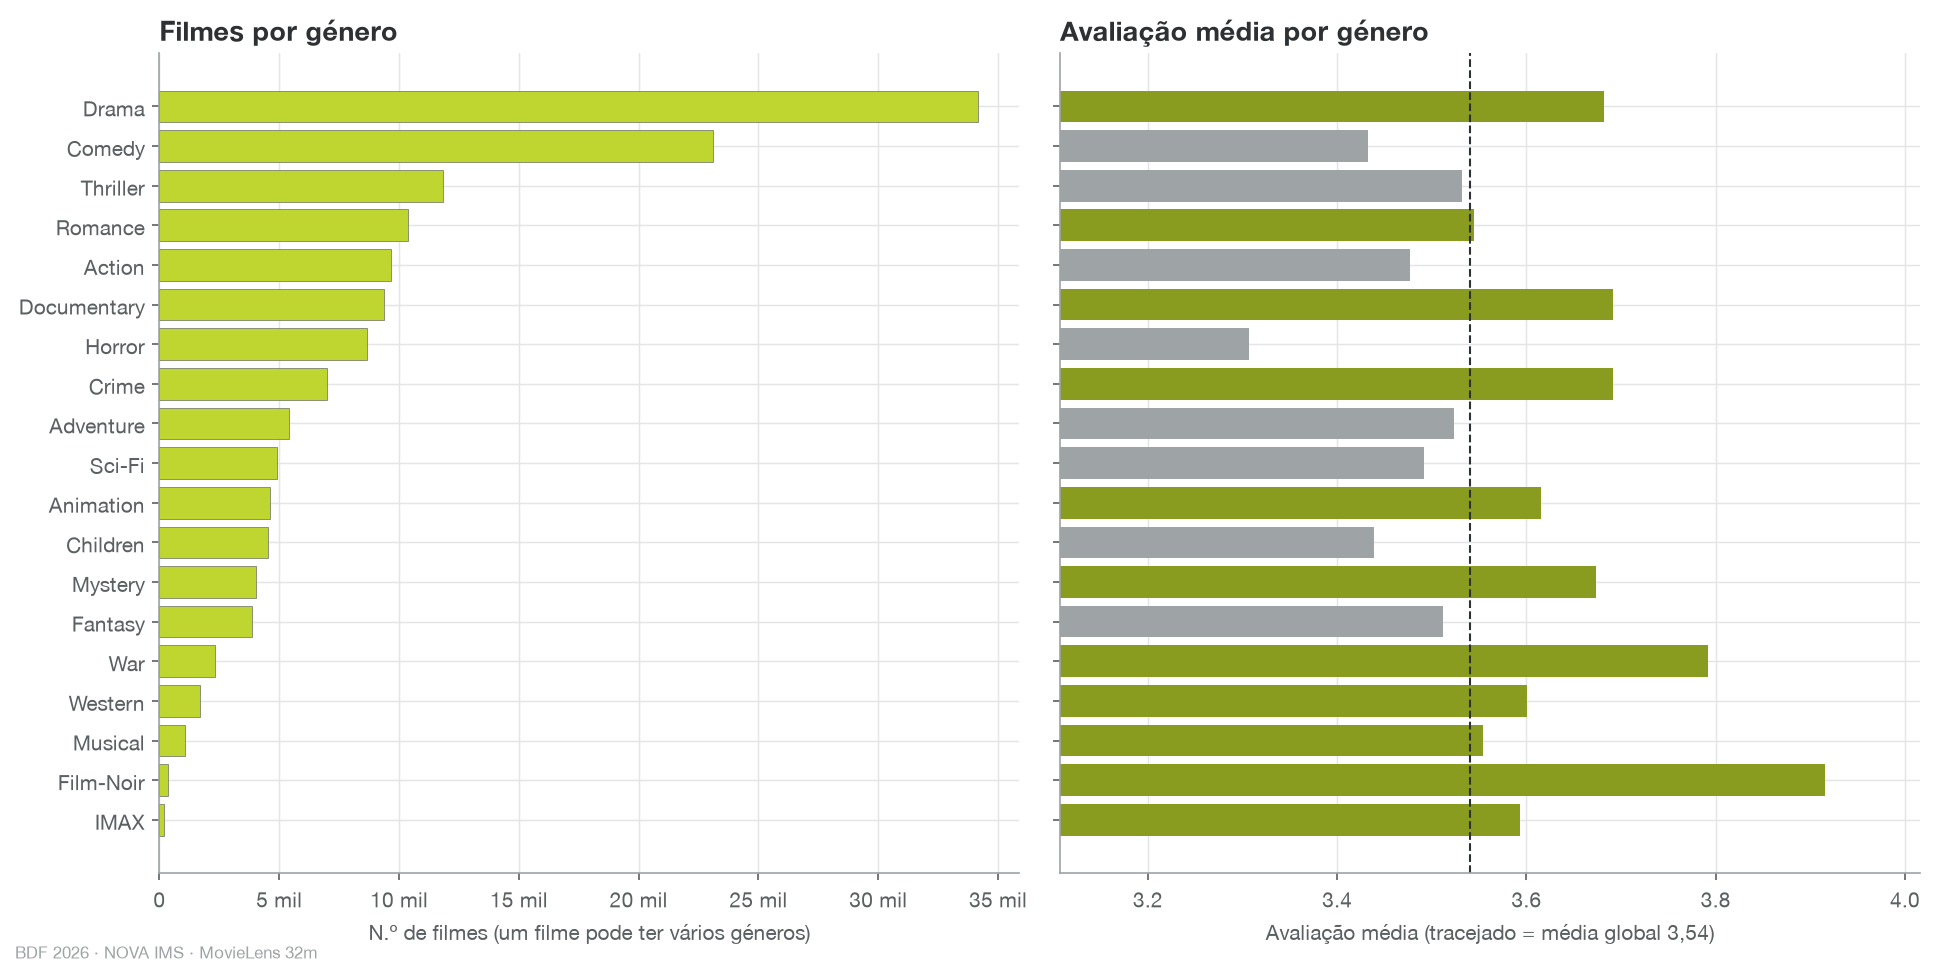 Filmes por género
Avaliação média por género
Drama
Comedy
Thriller
Romance
Action
Documentary
Horror
Crime
Adventure
Sci-Fi
Animation
Children
Mystery
Fantasy
War
Western
Musical
Film-Noir
IMAX
0 5 mil 10 mil 15 mil 20 mil 25 mil 30 mil 35 mil
3.2 3.4 3.6 3.8 4.0
N.º de filmes (um filme pode ter vários géneros)
Avaliação média (tracejado = média global 3,54)
BDF 2026 · NOVA IMS · MovieLens 32m